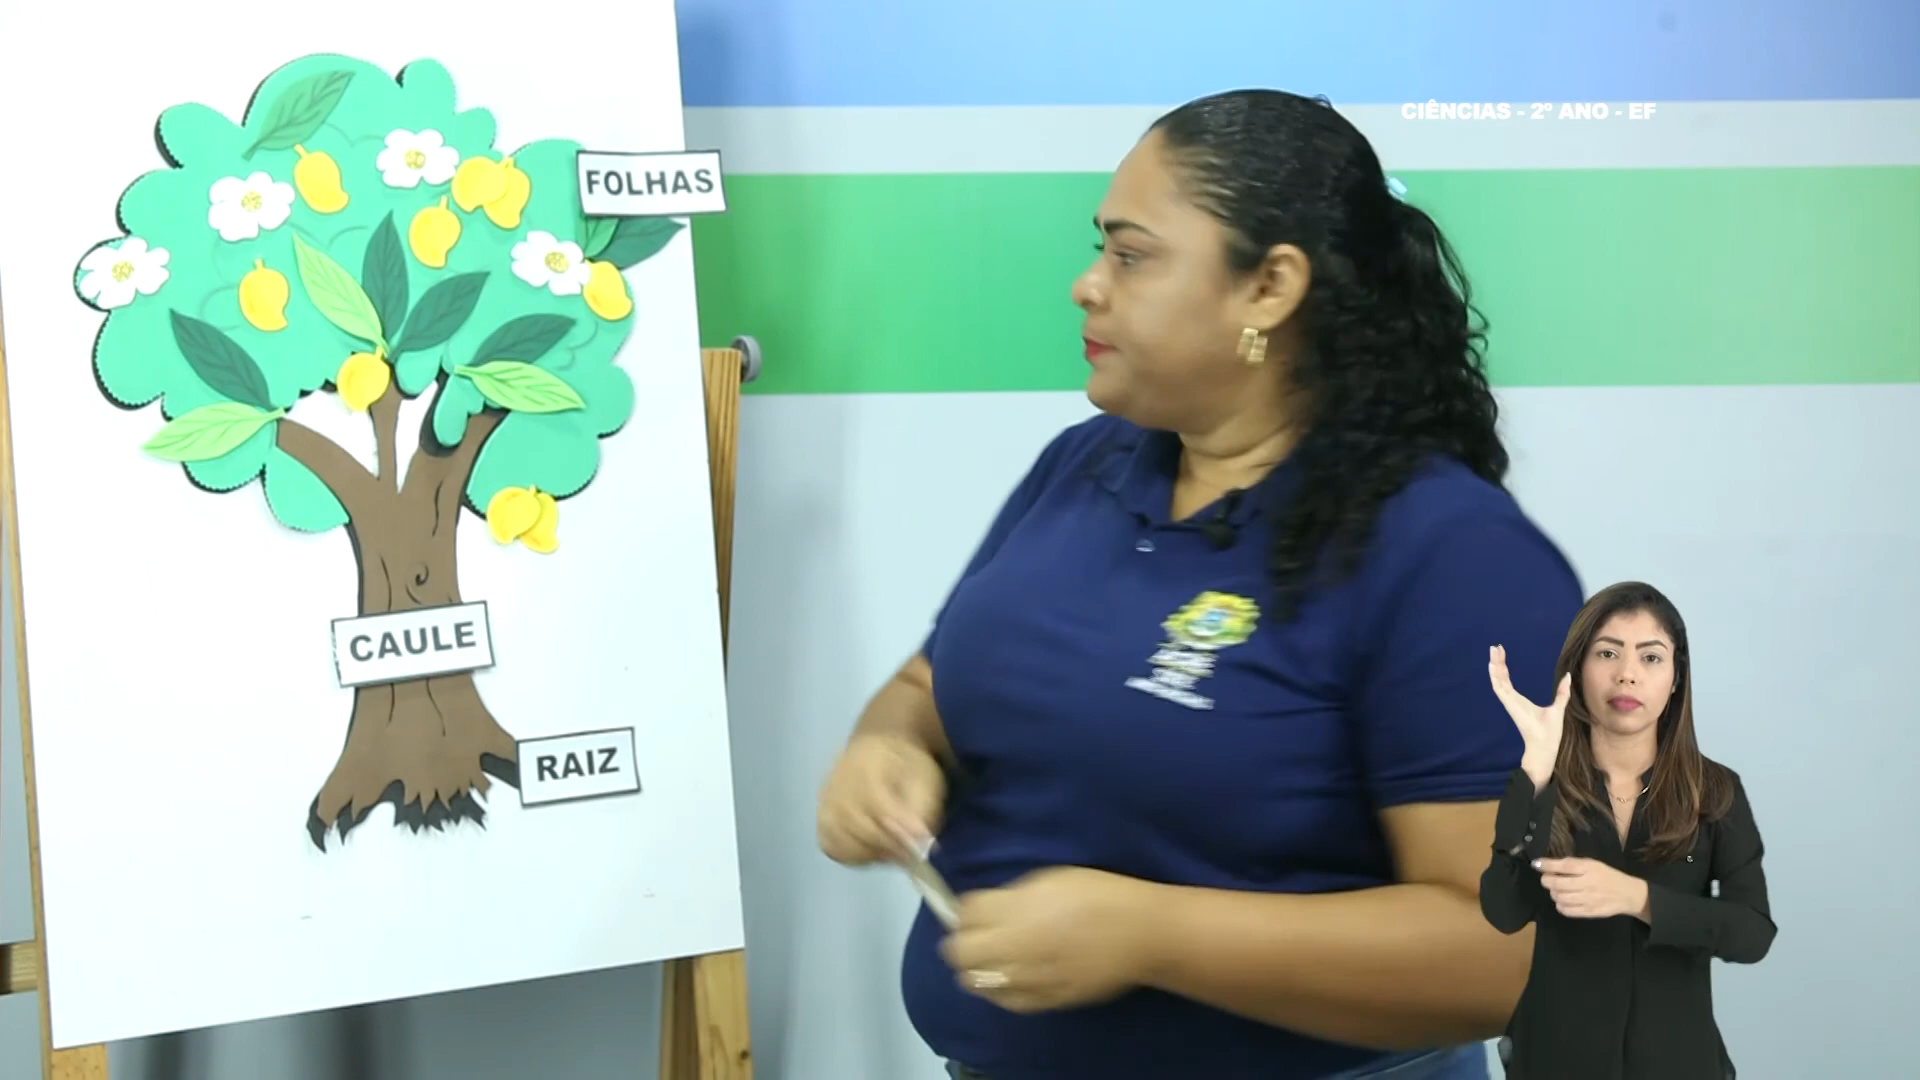 CIÊNCIAS - 2º ANO - EF
FOLHAS
CAULE
RAIZ